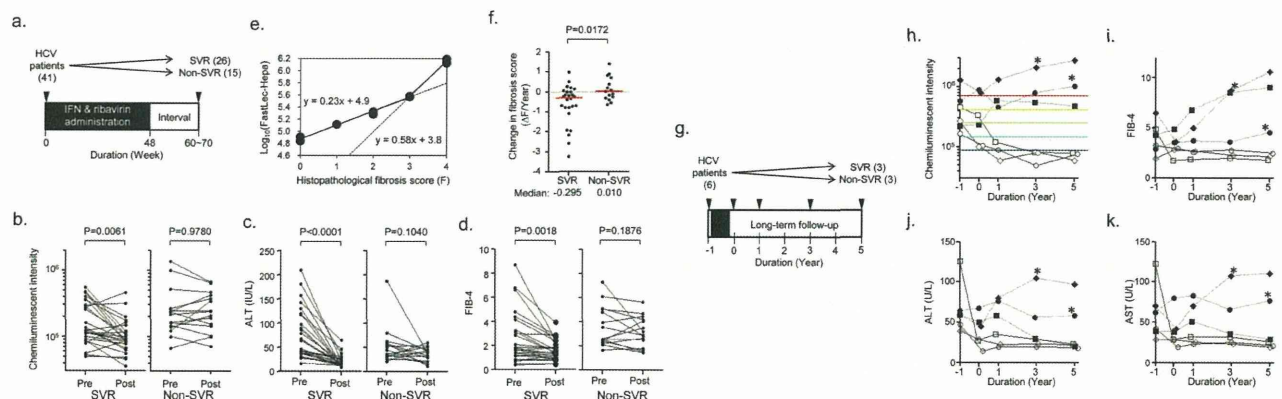 a.
HCV
patients
(41)
SVR (26)
Non-SVR (15)
IFN & ribavirin
administration
Interval
0
48
60~70
Duration (Week)
b.
P=0.0061
P=0.9780
Chemiluminescent intensity
10⁶
10⁵
Pre
Post
Pre
Post
SVR
Non-SVR
c.
P<0.0001
P=0.1040
ALT (IU/L)
250
200
150
100
50
0
Pre
Post
Pre
Post
SVR
Non-SVR
d.
P=0.0018
P=0.1876
FIB-4
10
8
6
4
2
0
Pre
Post
Pre
Post
SVR
Non-SVR
e.
Log₁₀(FastLec-Hepa)
6.2
6.0
5.8
5.6
5.4
5.2
5.0
4.8
4.6
y = 0.23x + 4.9
y = 0.58x + 3.8
0
1
2
3
4
Histopathological fibrosis score (F)
f.
P=0.0172
Change in fibrosis score
(ΔF/Year)
2
1
0
-1
-2
-3
-4
SVR
Non-SVR
Median: -0.295
0.010
g.
HCV
patients
(6)
SVR (3)
Non-SVR (3)
Long-term follow-up
-1
0
1
3
5
Duration (Year)
h.
Chemiluminescent intensity
10⁶
10⁵
*
*
-1 0 1 3 5
Duration (Year)
i.
FIB-4
10
5
0
*
*
-1 0 1 3 5
Duration (Year)
j.
ALT (U/L)
150
100
50
0
*
*
-1 0 1 3 5
Duration (Year)
k.
AST (U/L)
150
100
50
0
*
*
-1 0 1 3 5
Duration (Year)